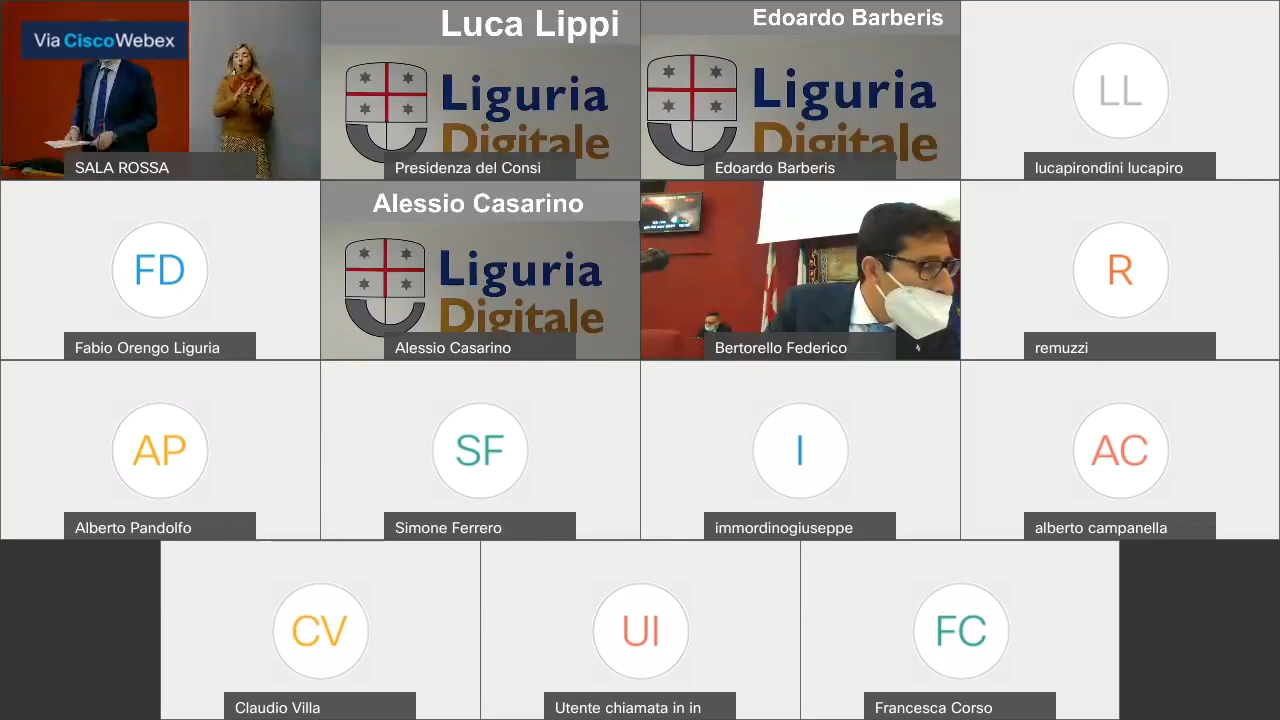 Via Cisco Webex
SALA ROSSA
Luca Lippi
Liguria
Digitale
Presidenza del Consi
Edoardo Barberis
Liguria
Digitale
Edoardo Barberis
LL
lucapirondini lucapiro
FD
Fabio Orengo Liguria
Alessio Casarino
Liguria
Digitale
Alessio Casarino
Bertorello Federico
R
remuzzi
AP
Alberto Pandolfo
SF
Simone Ferrero
I
immordinogiuseppe
AC
alberto campanella
CV
Claudio Villa
UI
Utente chiamata in in
FC
Francesca Corso